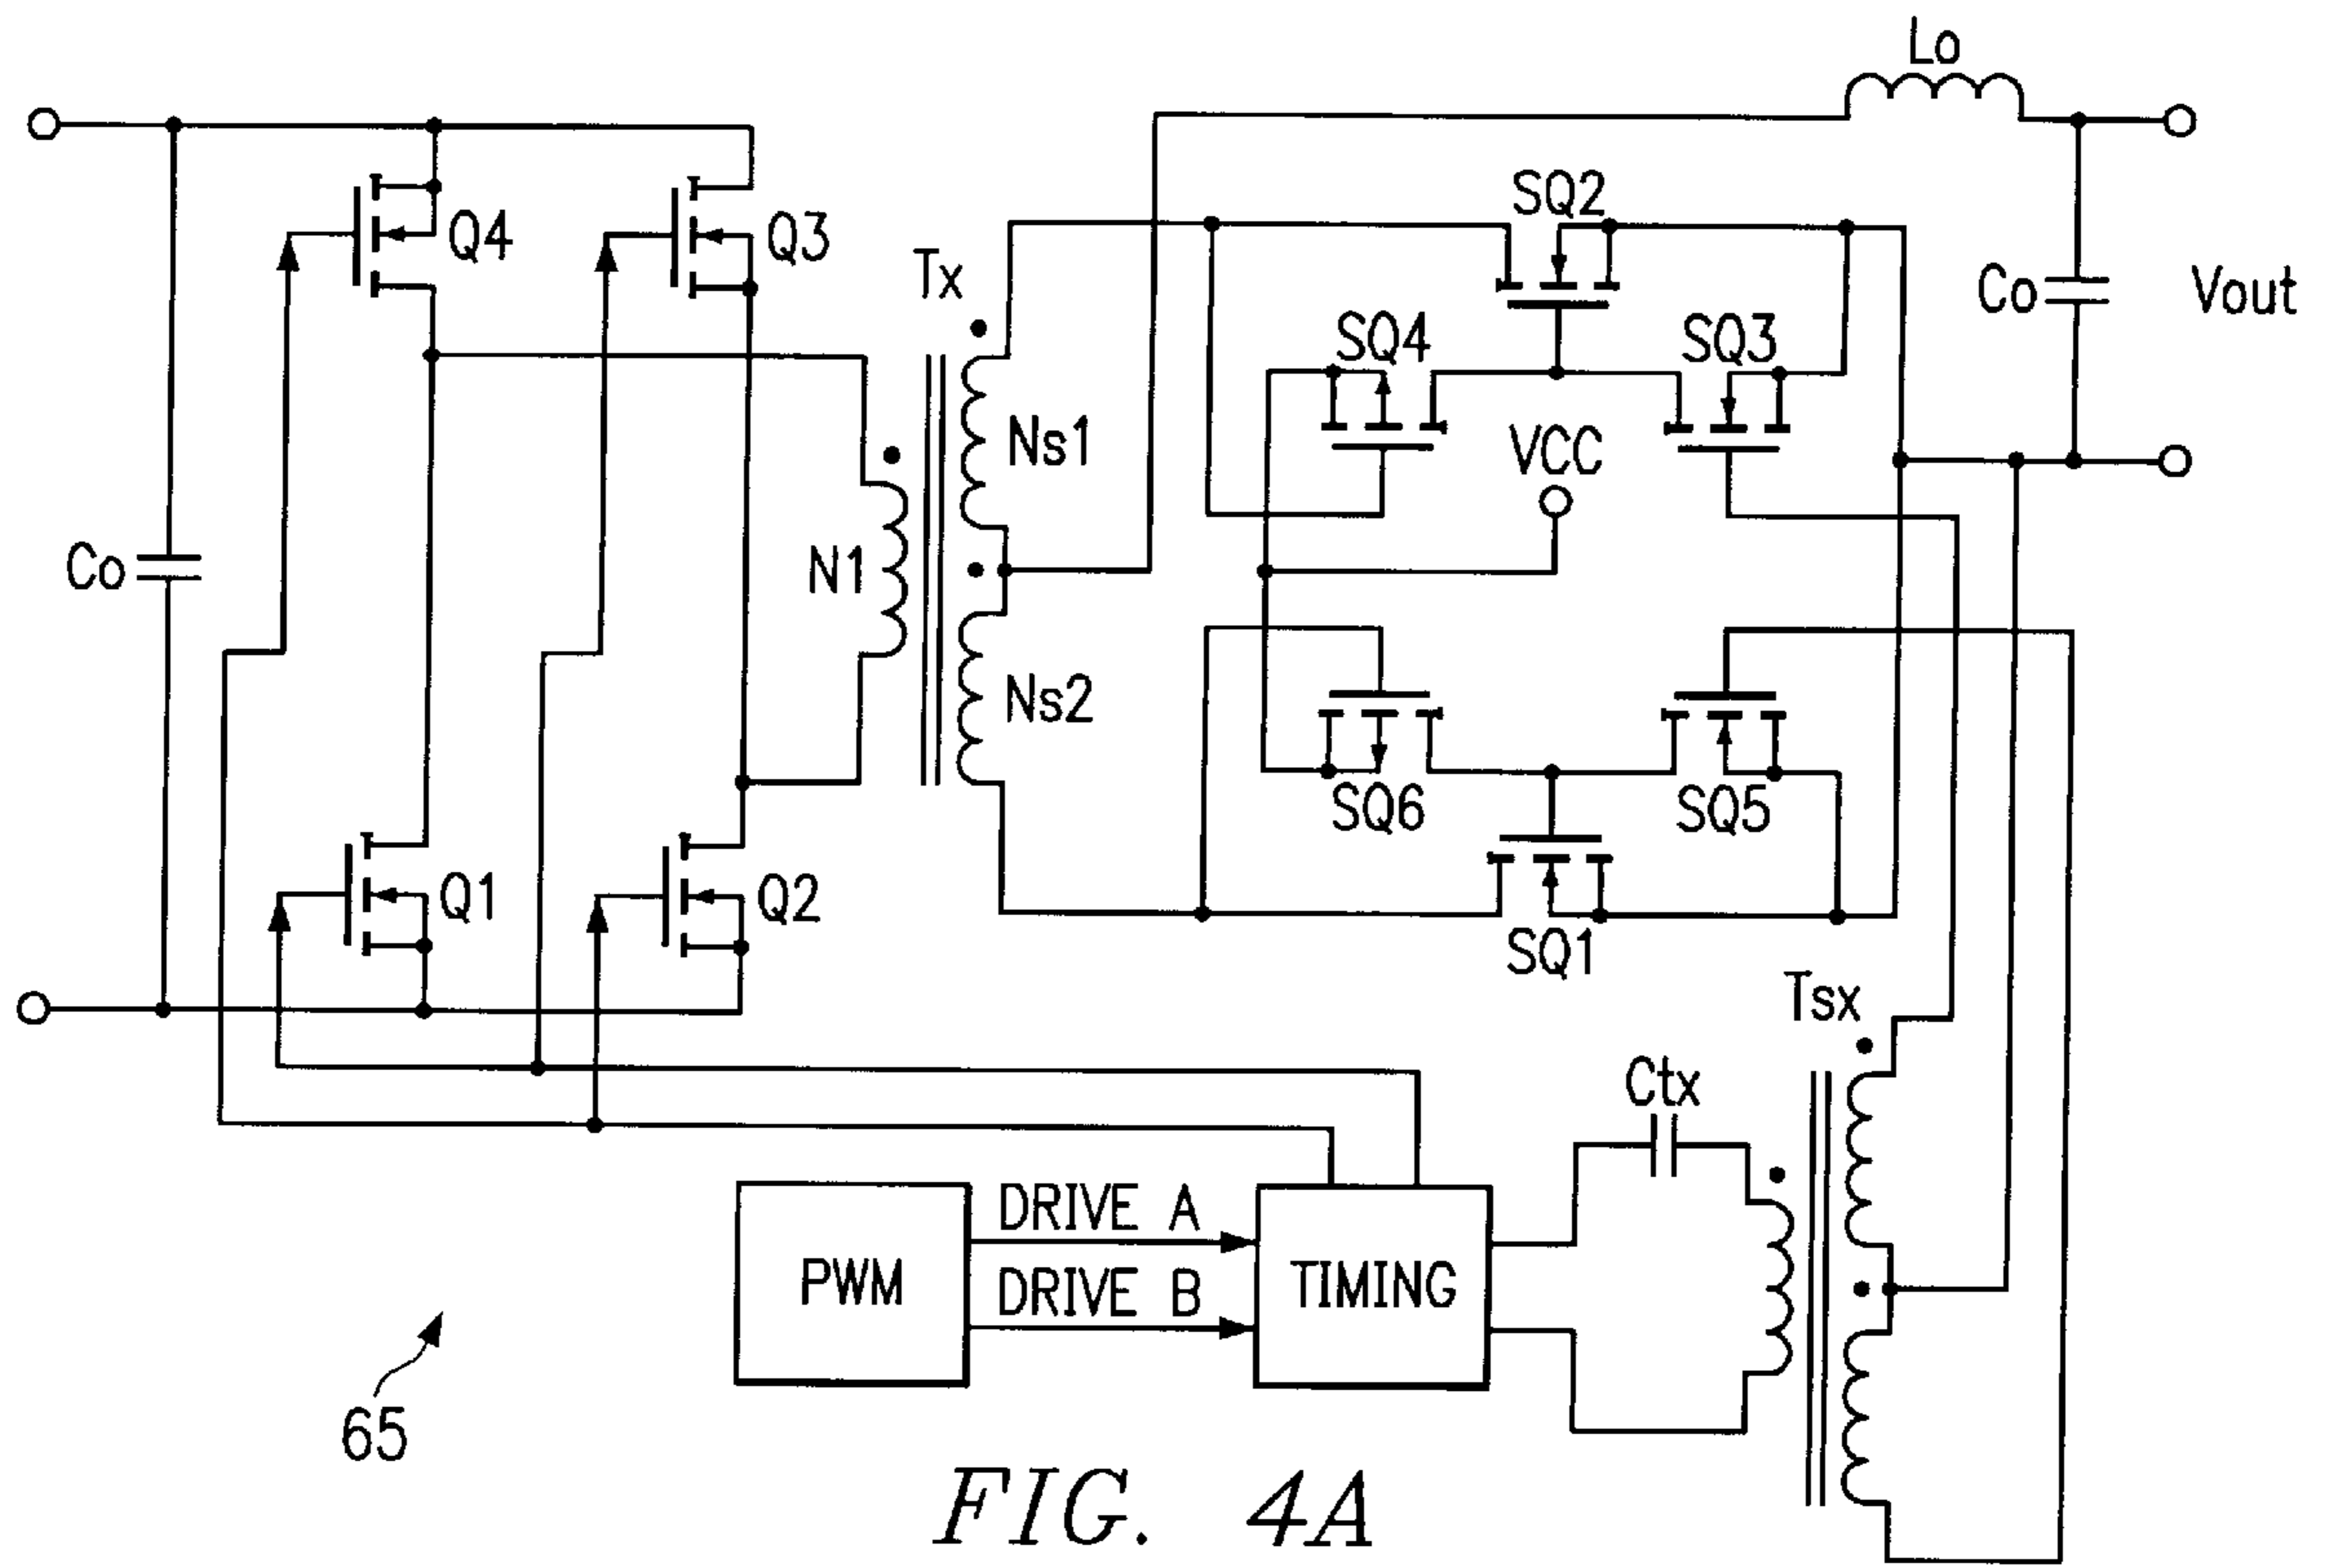 Lo
SQ2
Q4
Q3
Tx
Co
Vout
SQ4
SQ3
Ns1
VCC
Co
N1
Ns2
SQ6
SQ5
Q1
Q2
SQ1
Tsx
Ctx
DRIVE A
PWM
TIMING
DRIVE B
65
FIG. 4A